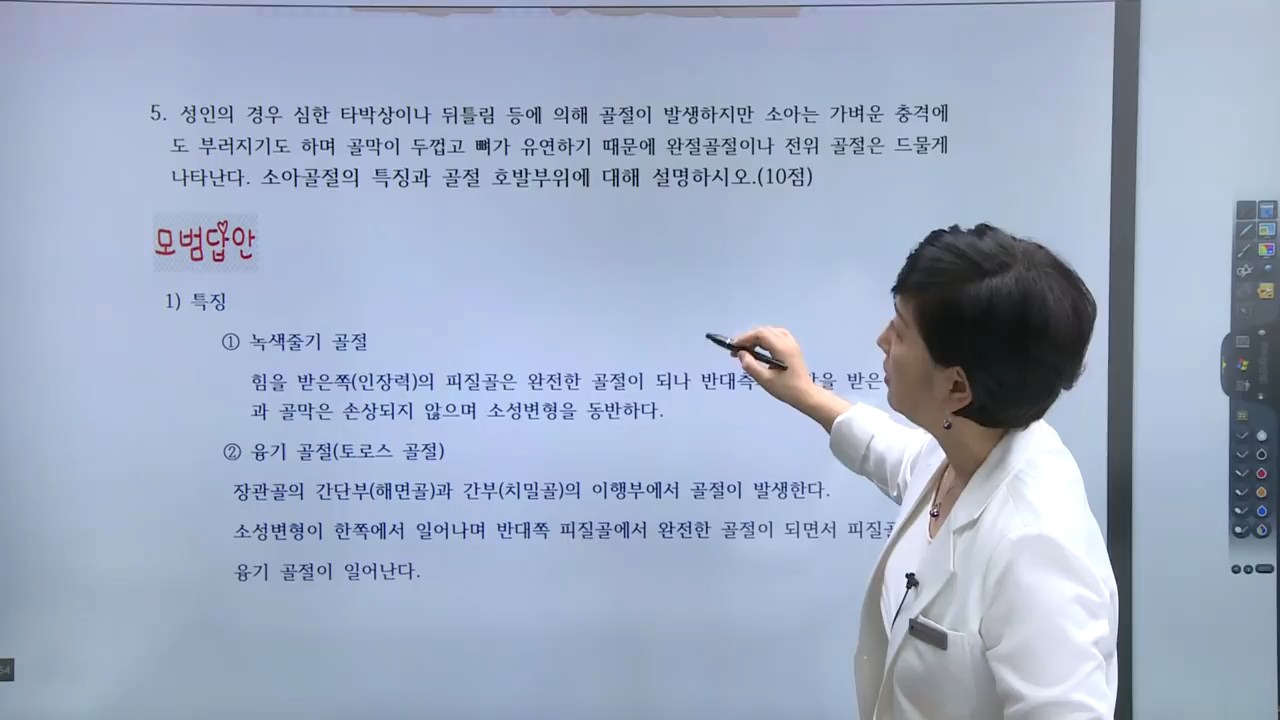 5. 성인의 경우 심한 타박상이나 뒤틀림 등에 의해 골절이 발생하지만 소아는 가벼운 충격에
도 부러지기도 하며 골막이 두껍고 뼈가 유연하기 때문에 완절골절이나 전위 골절은 드물게
나타난다. 소아골절의 특징과 골절 호발부위에 대해 설명하시오.(10점)
모범답안
1) 특징
① 녹색줄기 골절
힘을 받은쪽(인장력)의 피질골은 완전한 골절이 되나 반대측 받은
과 골막은 손상되지 않으며 소성변형을 동반하다.
② 융기 골절(토로스 골절)
장관골의 간단부(해면골)과 간부(치밀골)의 이행부에서 골절이 발생한다.
소성변형이 한쪽에서 일어나며 반대쪽 피질골에서 완전한 골절이 되면서
융기 골절이 일어난다.